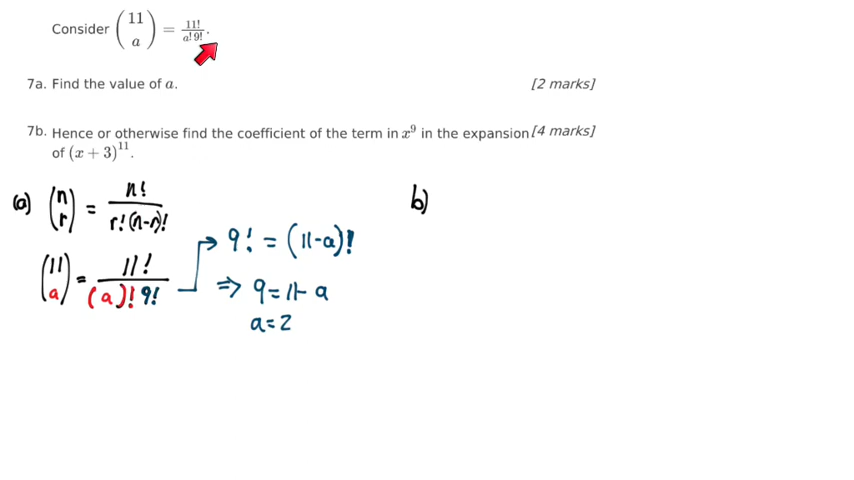 Consider (11 a) = 11!/a!9!.
7a. Find the value of a. [2 marks]
7b. Hence or otherwise find the coefficient of the term in x^9 in the expansion [4 marks]
of (x + 3)^11.
(a) (n r) = n!/r!(n-r)!
(11 a) = 11!/(a)!9!
9! = (11-a)!
⇒ 9=11-a
a=2
b)